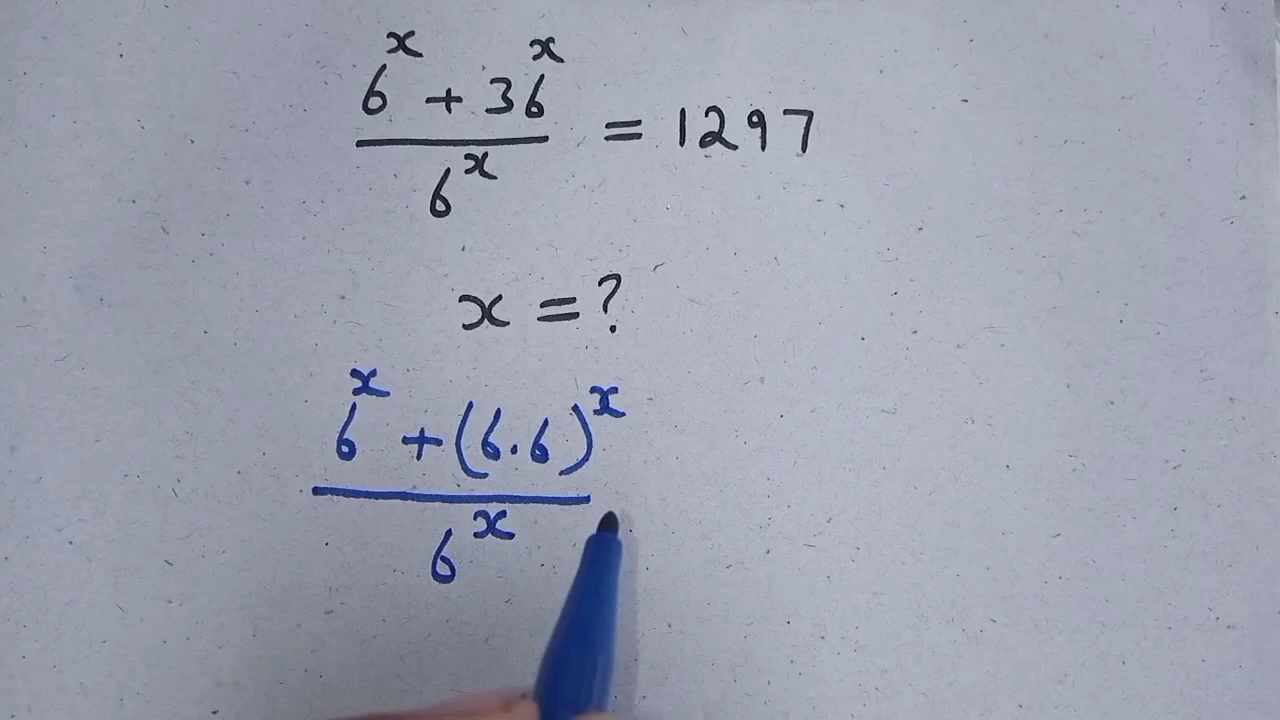 (6^x + 36^x) / 6^x = 1297
x = ?
(6^x + (6.6)^x) / 6^x